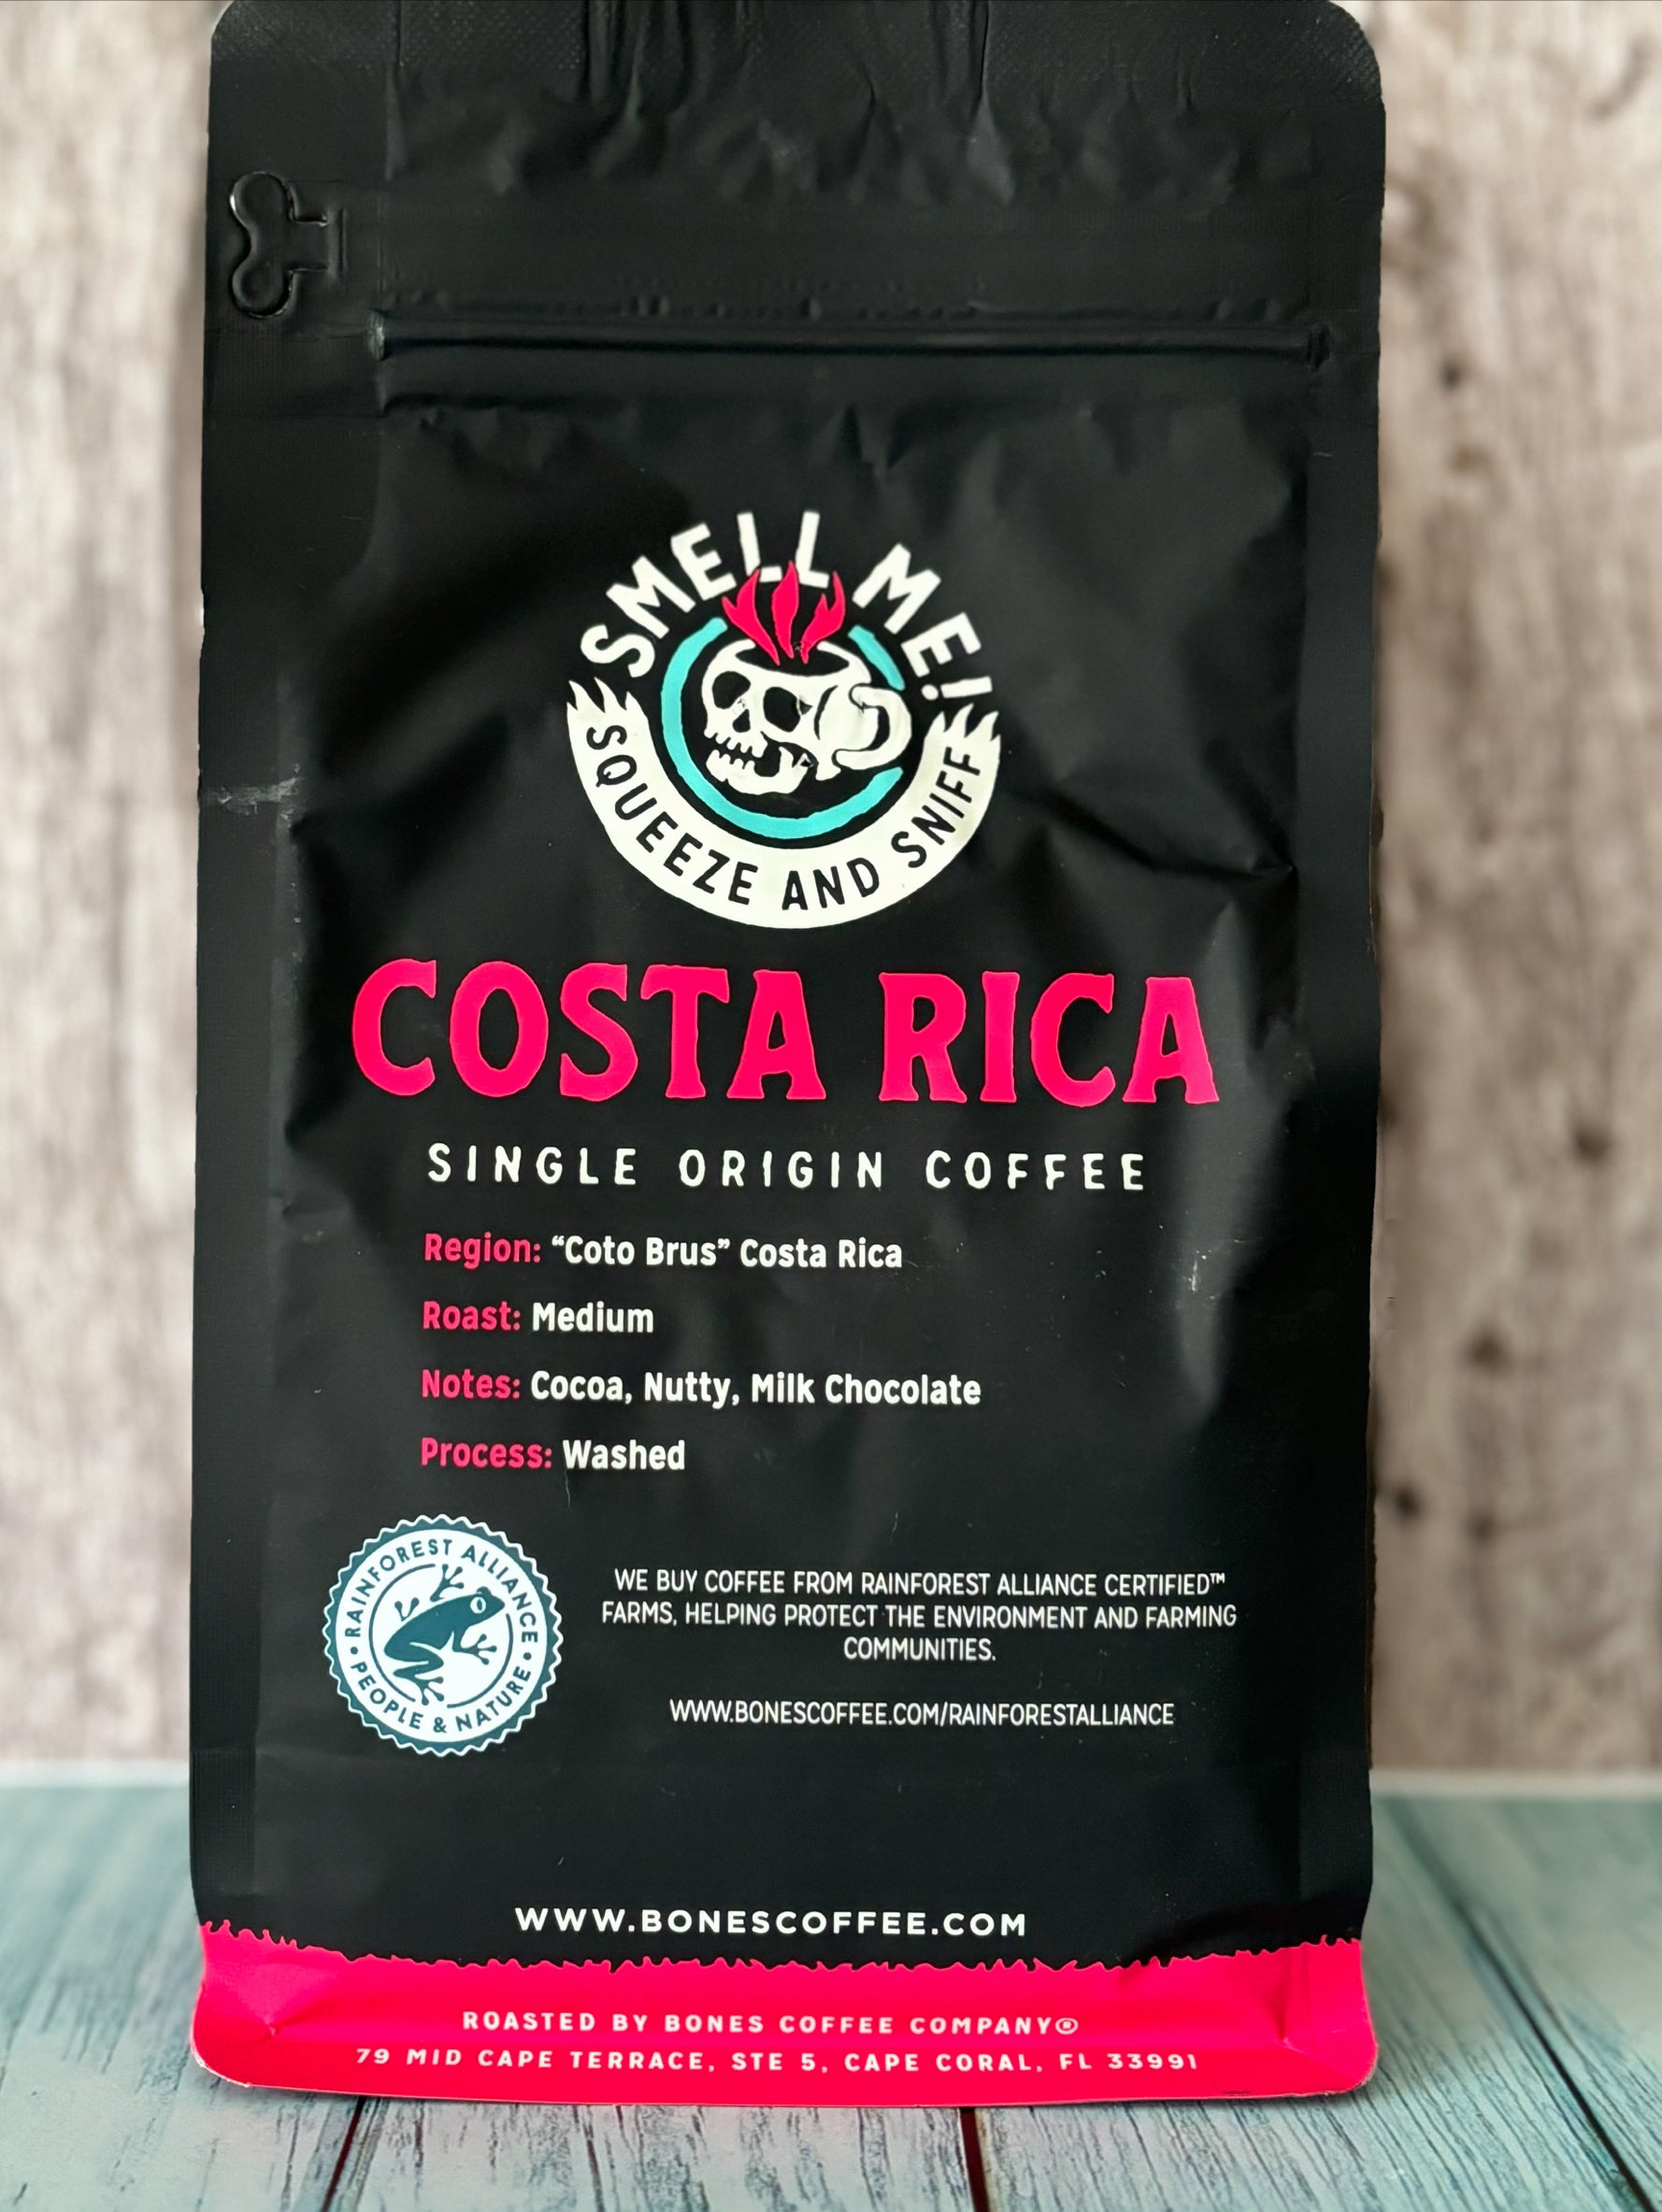 SMELL ME!
SQUEEZE AND SNIFF
COSTA RICA
SINGLE ORIGIN COFFEE
Region: “Coto Brus” Costa Rica
Roast: Medium
Notes: Cocoa, Nutty, Milk Chocolate
Process: Washed
RAINFOREST ALLIANCE
• PEOPLE & NATURE •
WE BUY COFFEE FROM RAINFOREST ALLIANCE CERTIFIED™
FARMS, HELPING PROTECT THE ENVIRONMENT AND FARMING
COMMUNITIES.
WWW.BONESCOFFEE.COM/RAINFORESTALLIANCE
WWW.BONESCOFFEE.COM
ROASTED BY BONES COFFEE COMPANY®
79 MID CAPE TERRACE, STE 5, CAPE CORAL, FL 33991